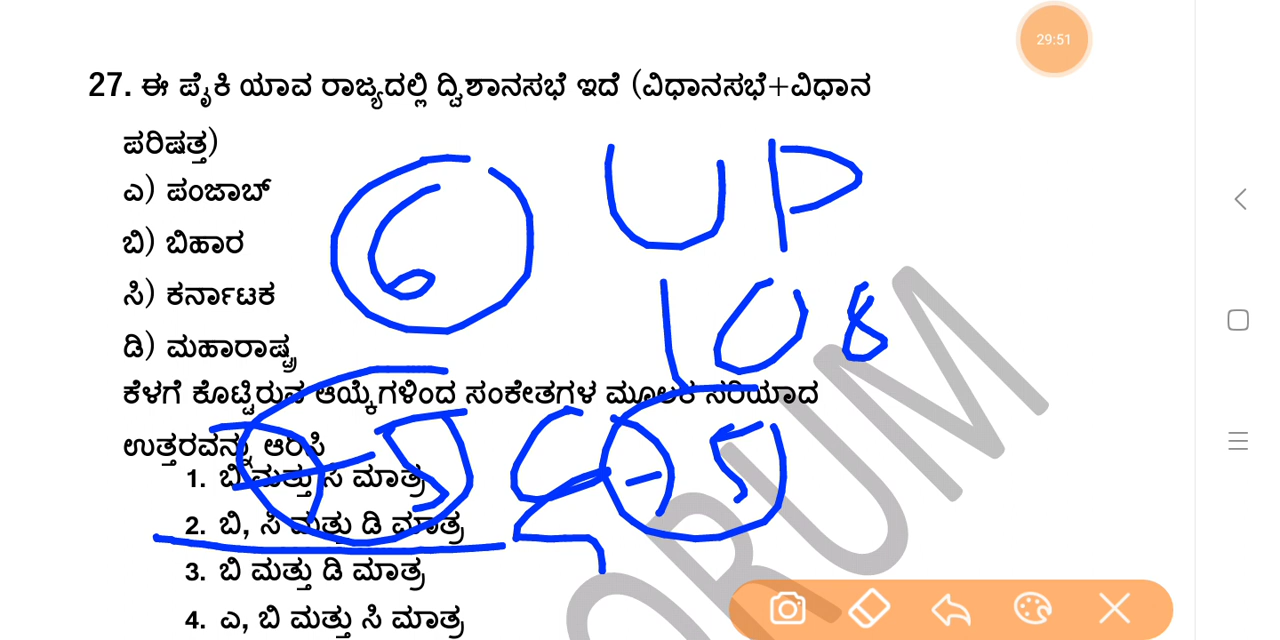 29:51
27. ಈ ಪೈಕಿ ಯಾವ ರಾಜ್ಯದಲ್ಲಿ ದ್ವಿಶಾನಸಭೆ ಇದೆ (ವಿಧಾನಸಭೆ+ವಿಧಾನ
ಪರಿಷತ್ತ)
ಎ) ಪಂಜಾಬ್
ಬಿ) ಬಿಹಾರ
ಸಿ) ಕರ್ನಾಟಕ
ಡಿ) ಮಹಾರಾಷ್ಟ್ರ
6
UP
108
ಕೆಳಗೆ ಕೊಟ್ಟಿರುವ ಆಯ್ಕೆಗಳಿಂದ ಸಂಕೇತಗಳ ಮೂಲಕ ಸರಿಯಾದ
ಉತ್ತರವನ್ನು ಆರಿಸಿ
1. ಬಿ ಮತ್ತು ಸಿ ಮಾತ್ರ
2. ಬಿ, ಸಿ ಮತ್ತು ಡಿ ಮಾತ್ರ
3. ಬಿ ಮತ್ತು ಡಿ ಮಾತ್ರ
4. ಎ, ಬಿ ಮತ್ತು ಸಿ ಮಾತ್ರ